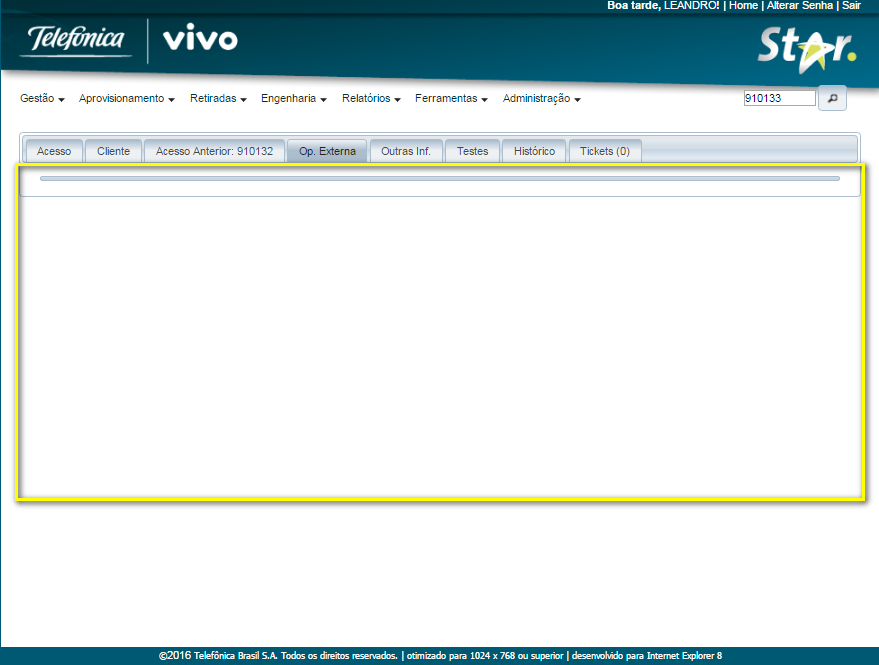 Boa tarde, LEANDRO! | Home | Alterar Senha | Sair
Telefónica vivo Star.
Gestão Aprovisionamento Retiradas Engenharia Relatórios Ferramentas Administração 910133
Acesso Cliente Acesso Anterior: 910132 Op. Externa Outras Inf. Testes Histórico Tickets (0)
©2016 Telefônica Brasil S.A. Todos os direitos reservados. | otimizado para 1024 x 768 ou superior | desenvolvido para Internet Explorer 8